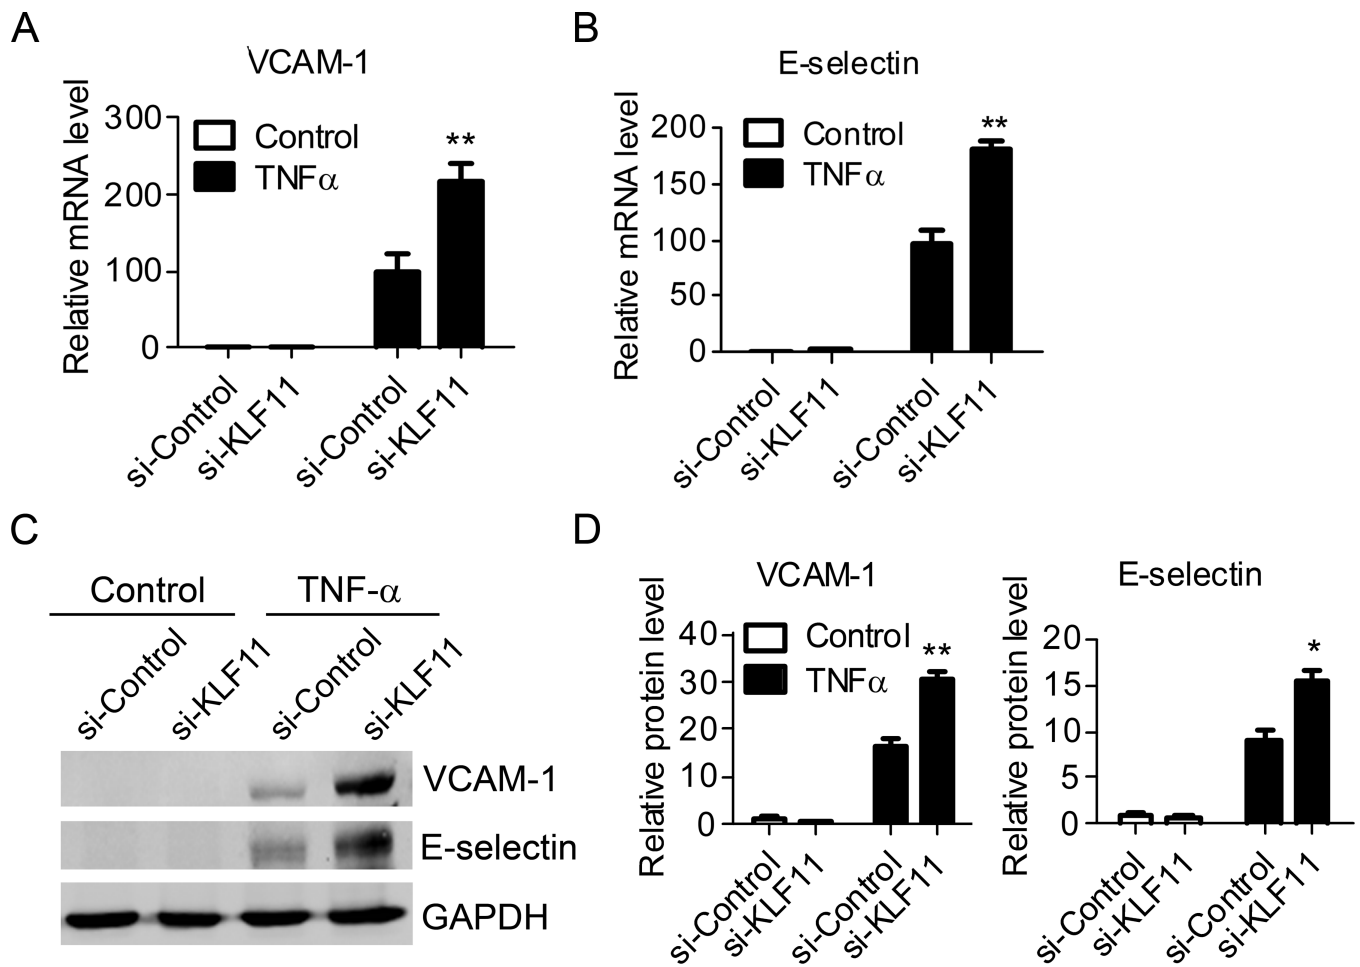 A
VCAM-1
Relative mRNA level
300
200
100
0
Control
TNFα
**
si-Control
si-KLF11
si-Control
si-KLF11
B
E-selectin
Relative mRNA level
200
150
100
50
0
Control
TNFα
**
si-Control
si-KLF11
si-Control
si-KLF11
C
Control
TNF-α
si-Control
si-KLF11
si-Control
si-KLF11
VCAM-1
E-selectin
GAPDH
D
VCAM-1
Relative protein level
40
30
20
10
0
Control
TNFα
**
si-Control
si-KLF11
si-Control
si-KLF11
E-selectin
Relative protein level
20
15
10
5
0
*
si-Control
si-KLF11
si-Control
si-KLF11